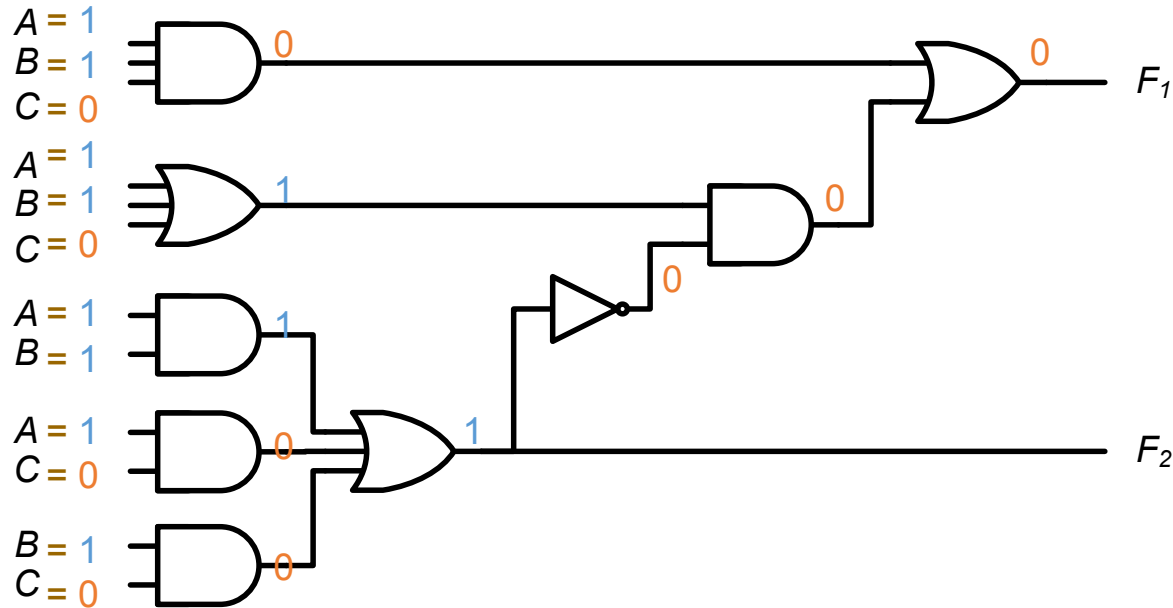 A = 1
0
0
B = 1
F1
C = 0
A = 1
B = 1
1
0
C = 0
0
A = 1
1
B = 1
A = 1
1
0
F2
C = 0
B = 1
0
C = 0